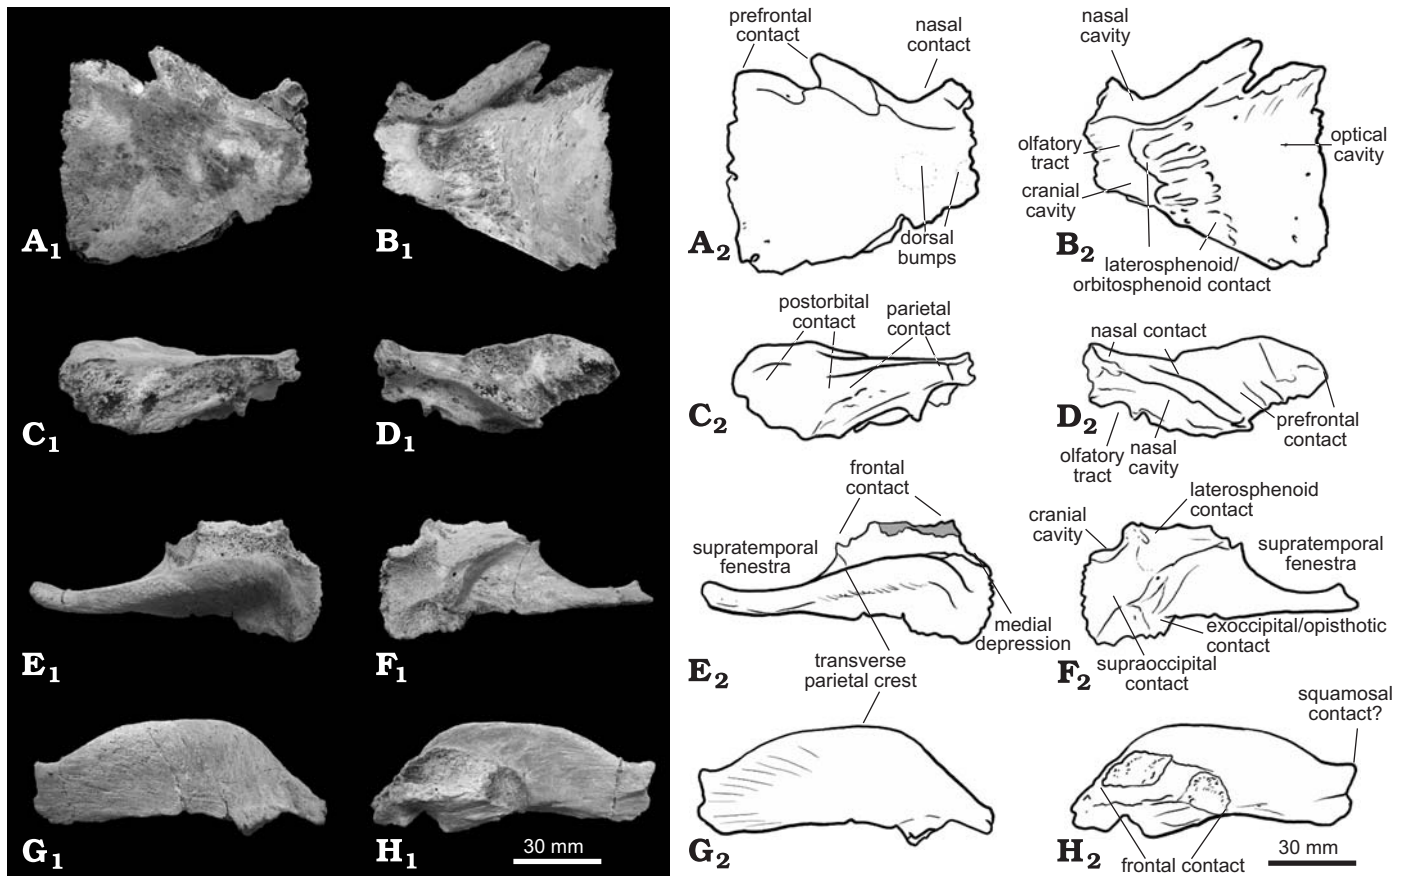 A1
B1
C1
D1
E1
F1
G1
H1
30 mm
prefrontal
contact
nasal
contact
dorsal
bumps
A2
nasal
cavity
olfactory
tract
cranial
cavity
optical
cavity
laterosphenoid/
orbitosphenoid contact
B2
postorbital
contact
parietal
contact
C2
nasal contact
prefrontal
contact
olfatory
tract
nasal
cavity
D2
frontal
contact
supratemporal
fenestra
medial
depression
transverse
parietal crest
E2
laterosphenoid
contact
cranial
cavity
supratemporal
fenestra
exoccipital/opisthotic
contact
supraoccipital
contact
F2
G2
squamosal
contact?
frontal contact
H2
30 mm